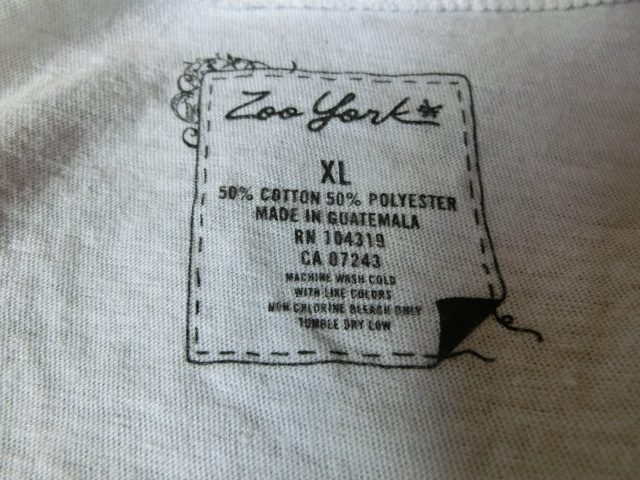 Zoo York*
XL
50% COTTON 50% POLYESTER
MADE IN GUATEMALA
RN 104319
CA 07243
MACHINE WASH COLD
WITH LIKE COLORS
NON-CHLORINE BLEACH ONLY
TUMBLE DRY LOW